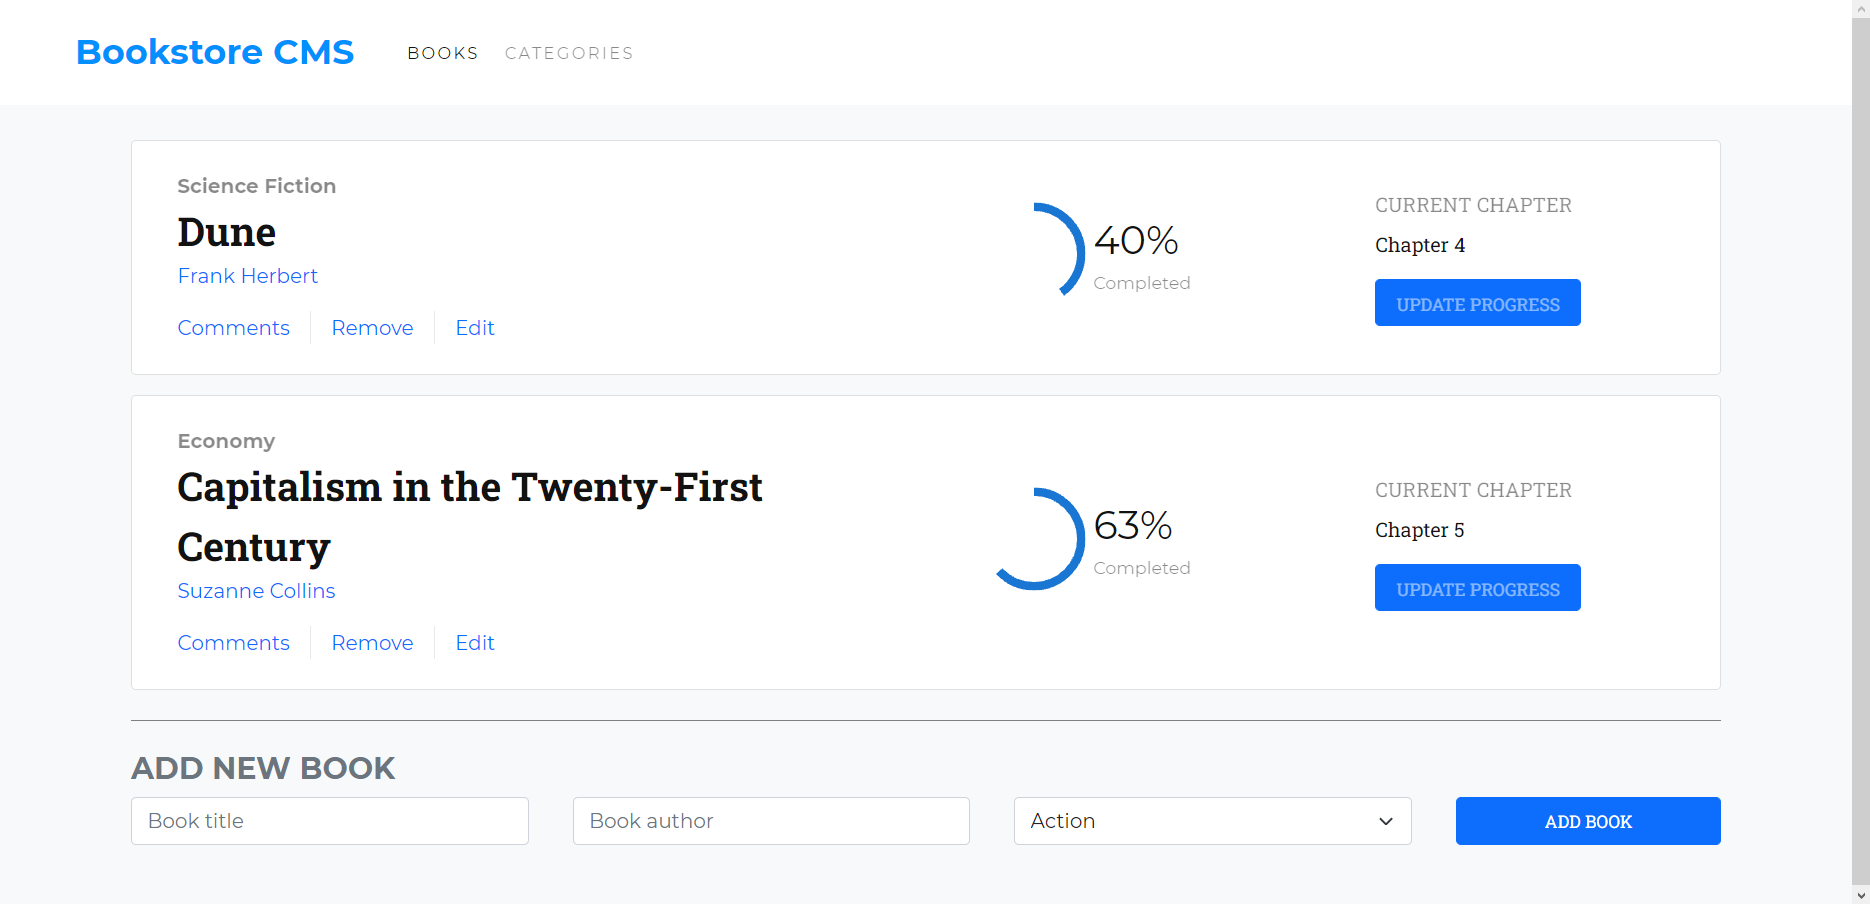 Bookstore CMS
BOOKS
CATEGORIES
Science Fiction
Dune
Frank Herbert
Comments
Remove
Edit
40%
Completed
CURRENT CHAPTER
Chapter 4
UPDATE PROGRESS
Economy
Capitalism in the Twenty-First
Century
Suzanne Collins
Comments
Remove
Edit
63%
Completed
CURRENT CHAPTER
Chapter 5
UPDATE PROGRESS
ADD NEW BOOK
Book title
Book author
Action
ADD BOOK